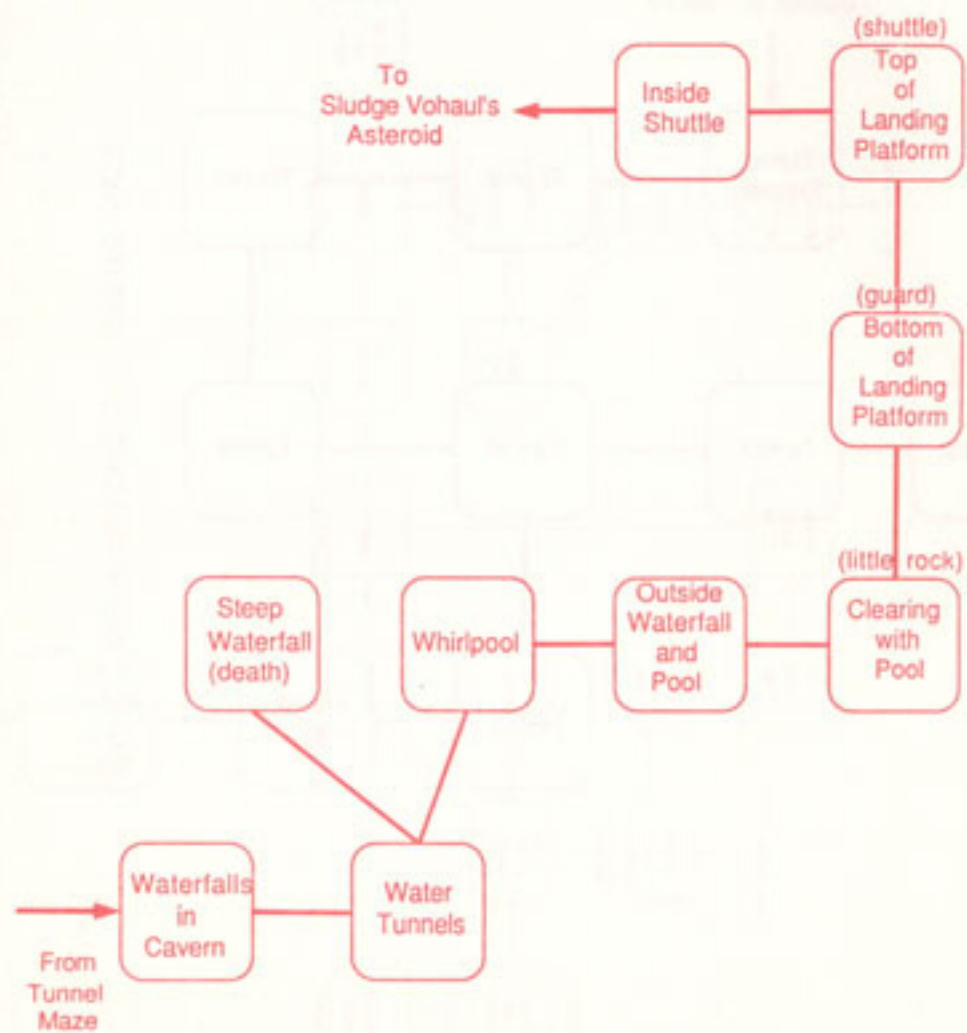 (shuttle)
Top
of
Landing
Platform
Inside
Shuttle
To
Sludge Vohaul's
Asteroid
(guard)
Bottom
of
Landing
Platform
(little rock)
Clearing
with
Pool
Outside
Waterfall
and
Pool
Whirlpool
Steep
Waterfall
(death)
Waterfalls
in
Cavern
Water
Tunnels
From
Tunnel
Maze